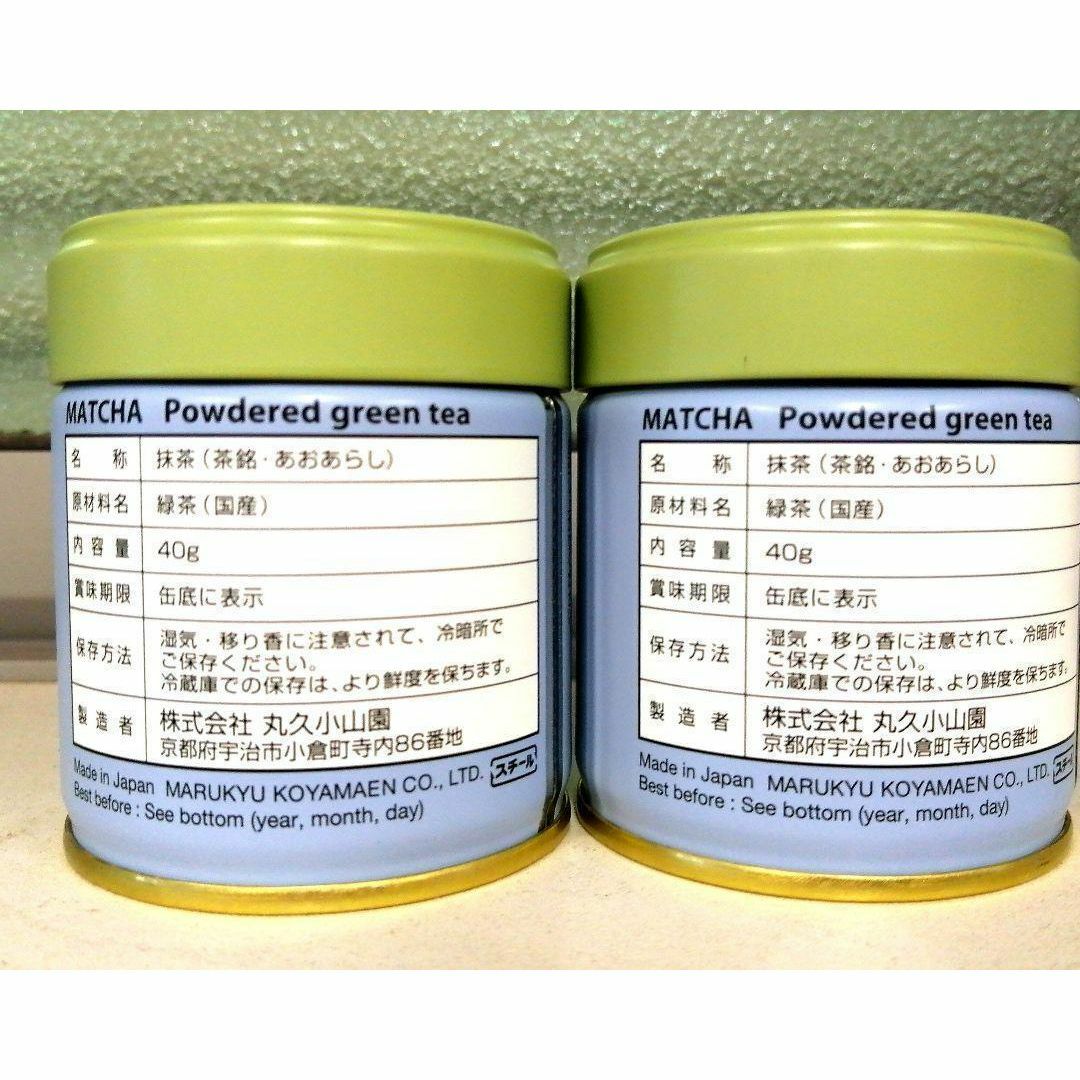 MATCHA Powdered green tea
名称 抹茶(茶銘・あおあらし)
原材料名 緑茶(国産)
内容量 40g
賞味期限 缶底に表示
保存方法 湿気・移り香に注意されて、冷暗所で
ご保存ください。
冷蔵庫での保存は、より鮮度を保ちます。
製造者 株式会社 丸久小山園
京都府宇治市小倉町寺内86番地
Made in Japan MARUKYU KOYAMAEN CO., LTD. スチール
Best before : See bottom (year, month, day)
MATCHA Powdered green tea
名称 抹茶(茶銘・あおあらし)
原材料名 緑茶(国産)
内容量 40g
賞味期限 缶底に表示
保存方法 湿気・移り香に注意されて、冷暗所で
ご保存ください。
冷蔵庫での保存は、より鮮度を保ちます。
製造者 株式会社 丸久小山園
京都府宇治市小倉町寺内86番地
Made in Japan MARUKYU KOYAMAEN CO., LTD. スチール
Best before : See bottom (year, month, day)